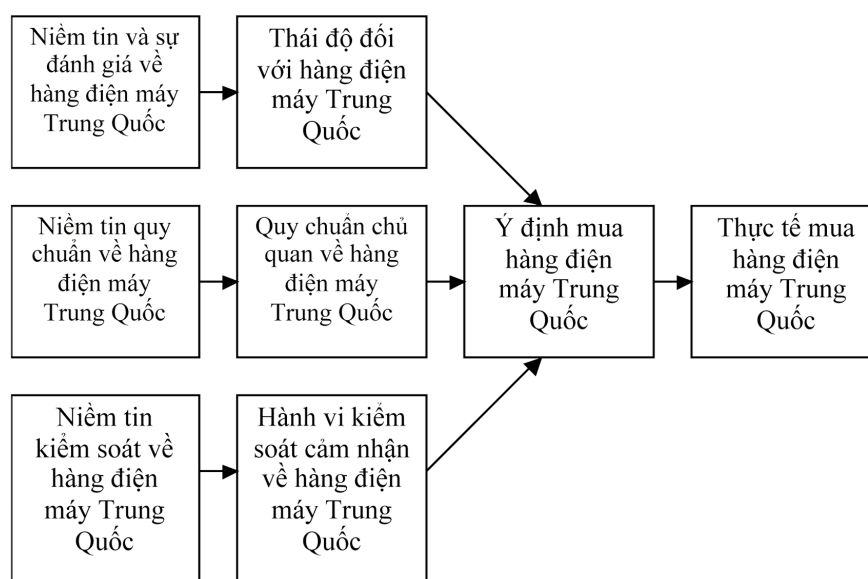 Niềm tin và sự
đánh giá về
hàng điện máy
Trung Quốc
Thái độ đối
với hàng điện
máy Trung
Quốc
Niềm tin quy
chuẩn về hàng
điện máy
Trung Quốc
Quy chuẩn chủ
quan về hàng
điện máy
Trung Quốc
Ý định mua
hàng điện
máy Trung
Quốc
Thực tế mua
hàng điện
máy Trung
Quốc
Niềm tin
kiểm soát về
hàng điện
máy Trung
Quốc
Hành vi kiểm
soát cảm nhận
về hàng điện
máy Trung
Quốc